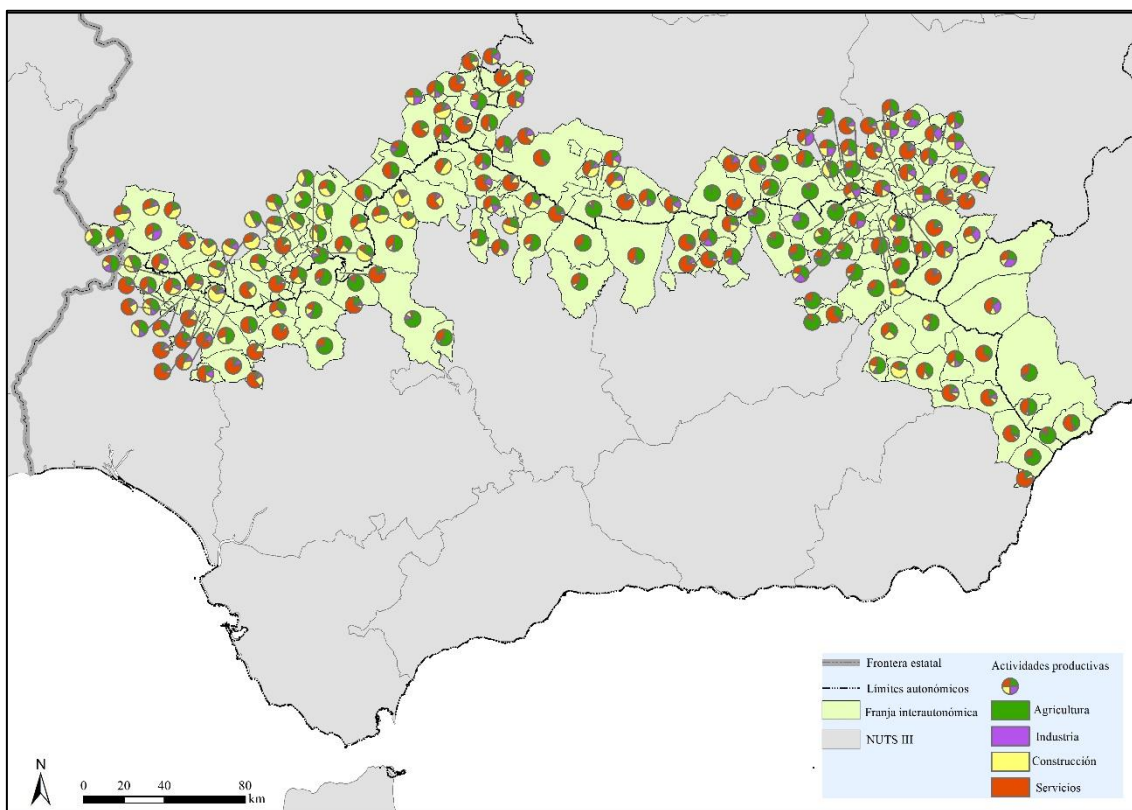 Frontera estatal
Límites autonómicos
Franja interautonómica
NUTS III
Actividades productivas
Agricultura
Industria
Construcción
Servicios
N
0 20 40 80
km